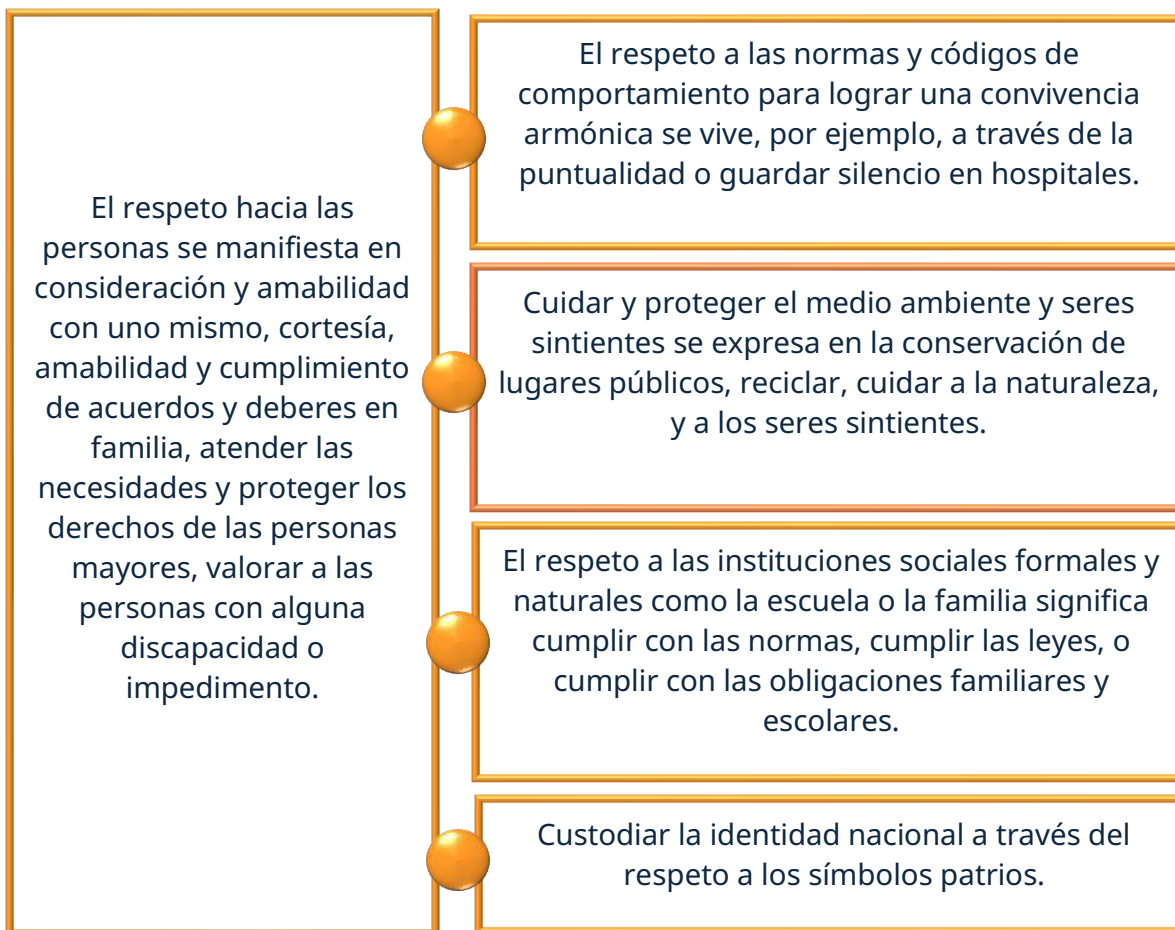 El respeto hacia las
personas se manifiesta en
consideración y amabilidad
con uno mismo, cortesía,
amabilidad y cumplimiento
de acuerdos y deberes en
familia, atender las
necesidades y proteger los
derechos de las personas
mayores, valorar a las
personas con alguna
discapacidad o
impedimento.
El respeto a las normas y códigos de
comportamiento para lograr una convivencia
armónica se vive, por ejemplo, a través de la
puntualidad o guardar silencio en hospitales.
Cuidar y proteger el medio ambiente y seres
sintientes se expresa en la conservación de
lugares públicos, reciclar, cuidar a la naturaleza,
y a los seres sintientes.
El respeto a las instituciones sociales formales y
naturales como la escuela o la familia significa
cumplir con las normas, cumplir las leyes, o
cumplir con las obligaciones familiares y
escolares.
Custodiar la identidad nacional a través del
respeto a los símbolos patrios.